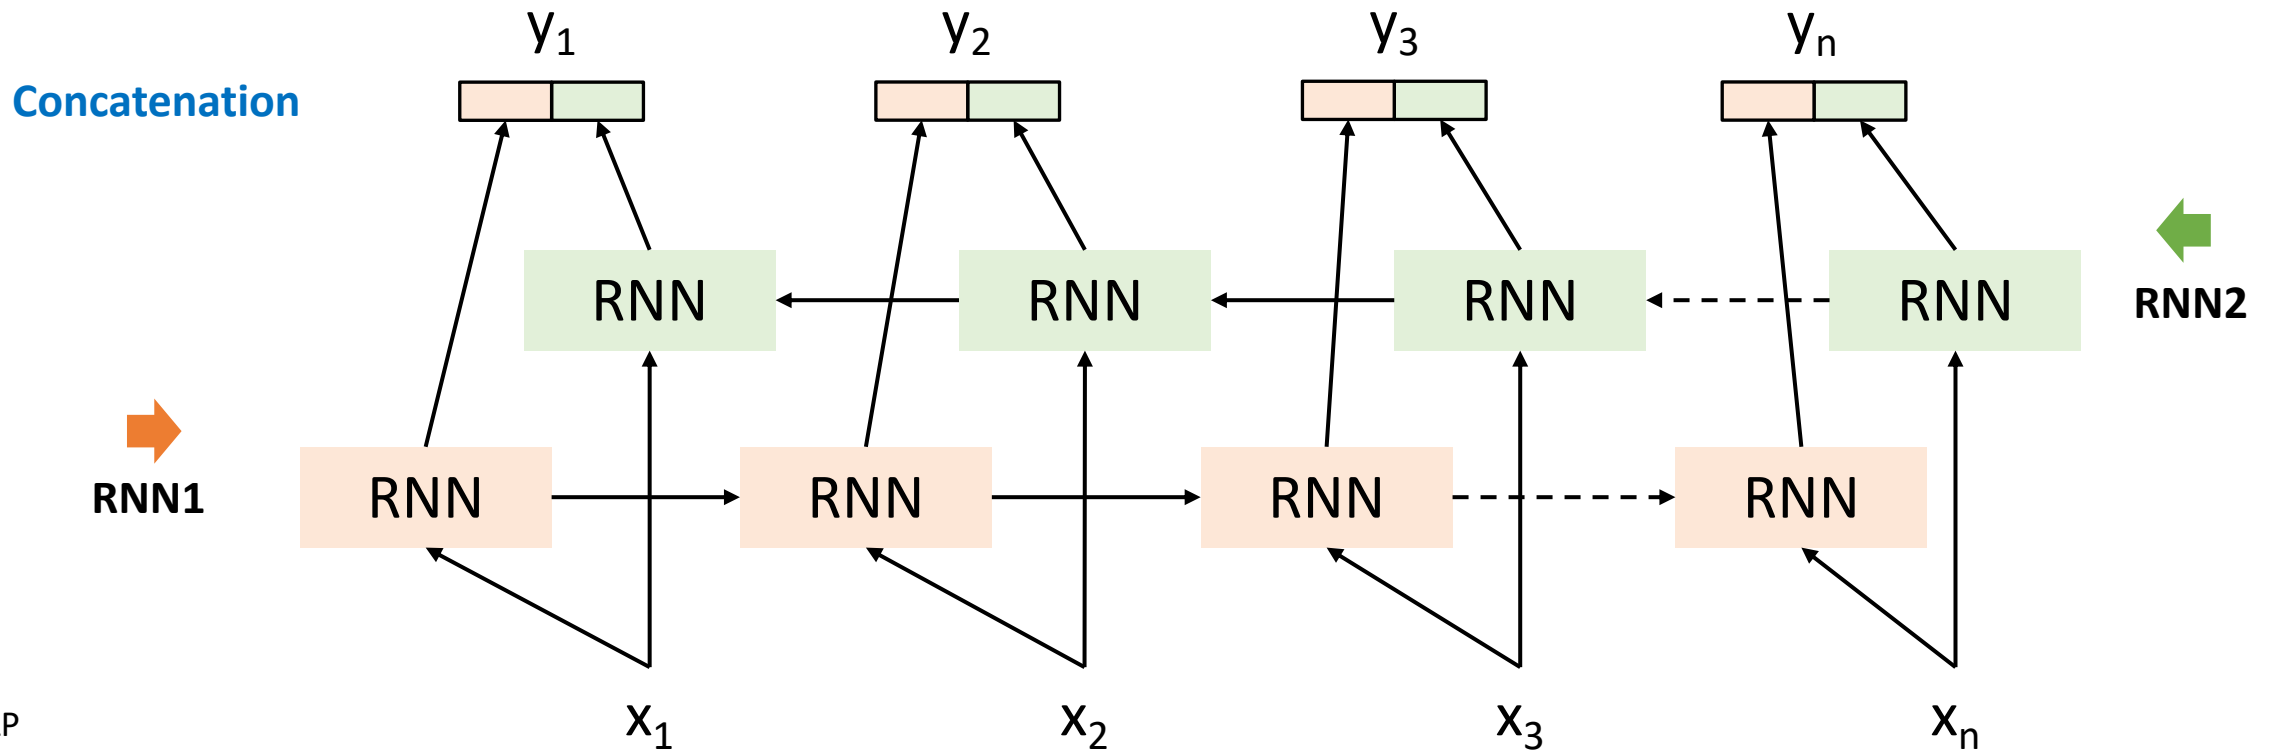 y1 y2 y3 yn
Concatenation
RNN RNN RNN RNN
RNN2
RNN RNN RNN RNN
RNN1
x1 x2 x3 xn